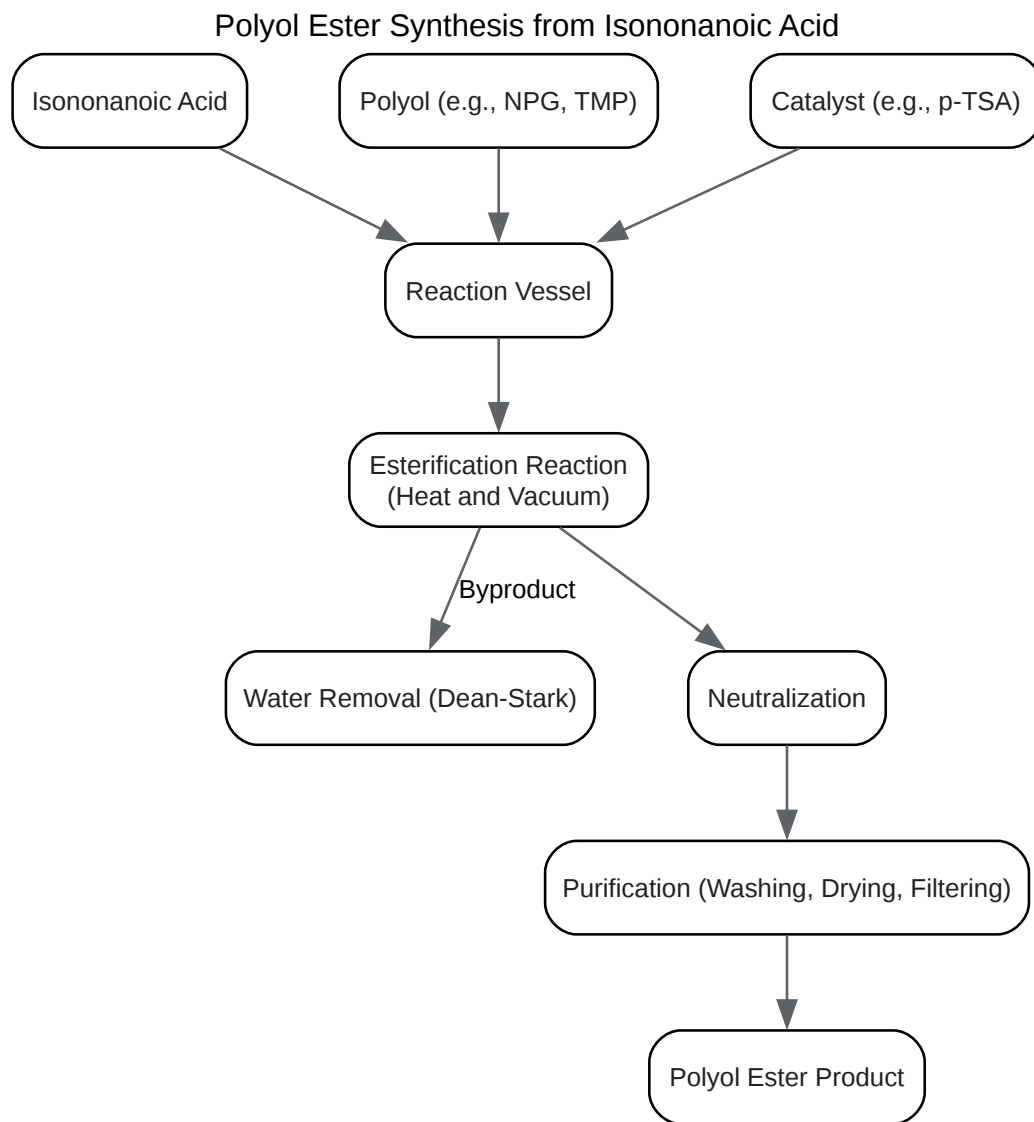 Polyol Ester Synthesis from Isononanoic Acid
Isononanoic Acid
Polyol (e.g., NPG, TMP)
Catalyst (e.g., p-TSA)
Reaction Vessel
Esterification Reaction
(Heat and Vacuum)
Byproduct
Water Removal (Dean-Stark)
Neutralization
Purification (Washing, Drying, Filtering)
Polyol Ester Product